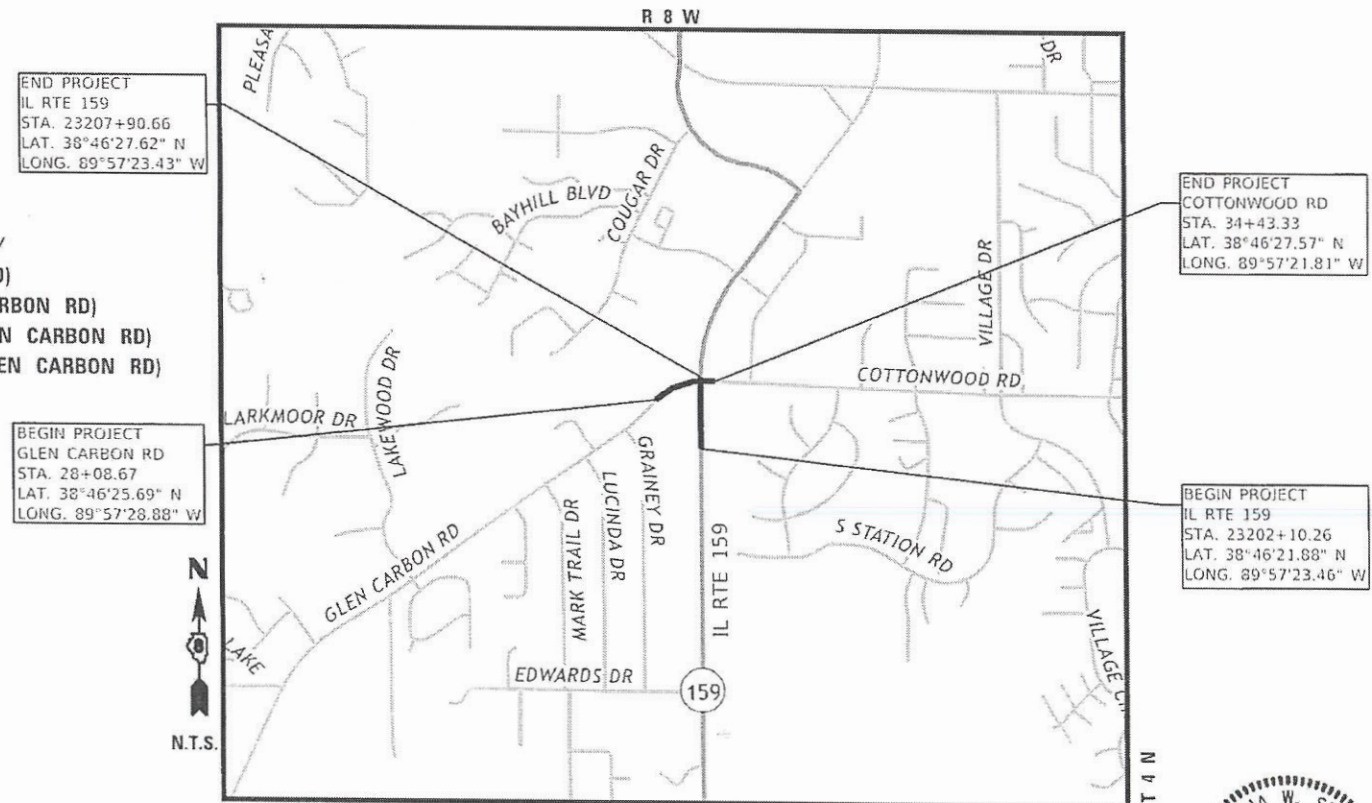 R 8 W
END PROJECT
IL RTE 159
STA. 23207+90.66
LAT. 38°46'27.62" N
LONG. 89°57'23.43" W
PLEASA
DR
BAYHILL BLVD
COUGAR DR
END PROJECT
COTTONWOOD RD
STA. 34+43.33
LAT. 38°46'27.57" N
LONG. 89°57'21.81" W
D)
RBON RD)
N CARBON RD)
EN CARBON RD)
VILLAGE DR
COTTONWOOD RD
LARKMOOR DR
LAKEWOOD DR
BEGIN PROJECT
GLEN CARBON RD
STA. 28+08.67
LAT. 38°46'25.69" N
LONG. 89°57'28.88" W
GRAINEY DR
LUCINDA DR
MARK TRAIL DR
GLEN CARBON RD
IL RTE 159
S STATION RD
BEGIN PROJECT
IL RTE 159
STA. 23202+10.26
LAT. 38°46'21.88" N
LONG. 89°57'23.46" W
N
8
N.T.S.
LAKE
EDWARDS DR
159
VILLAGE CI
T 4 N
W